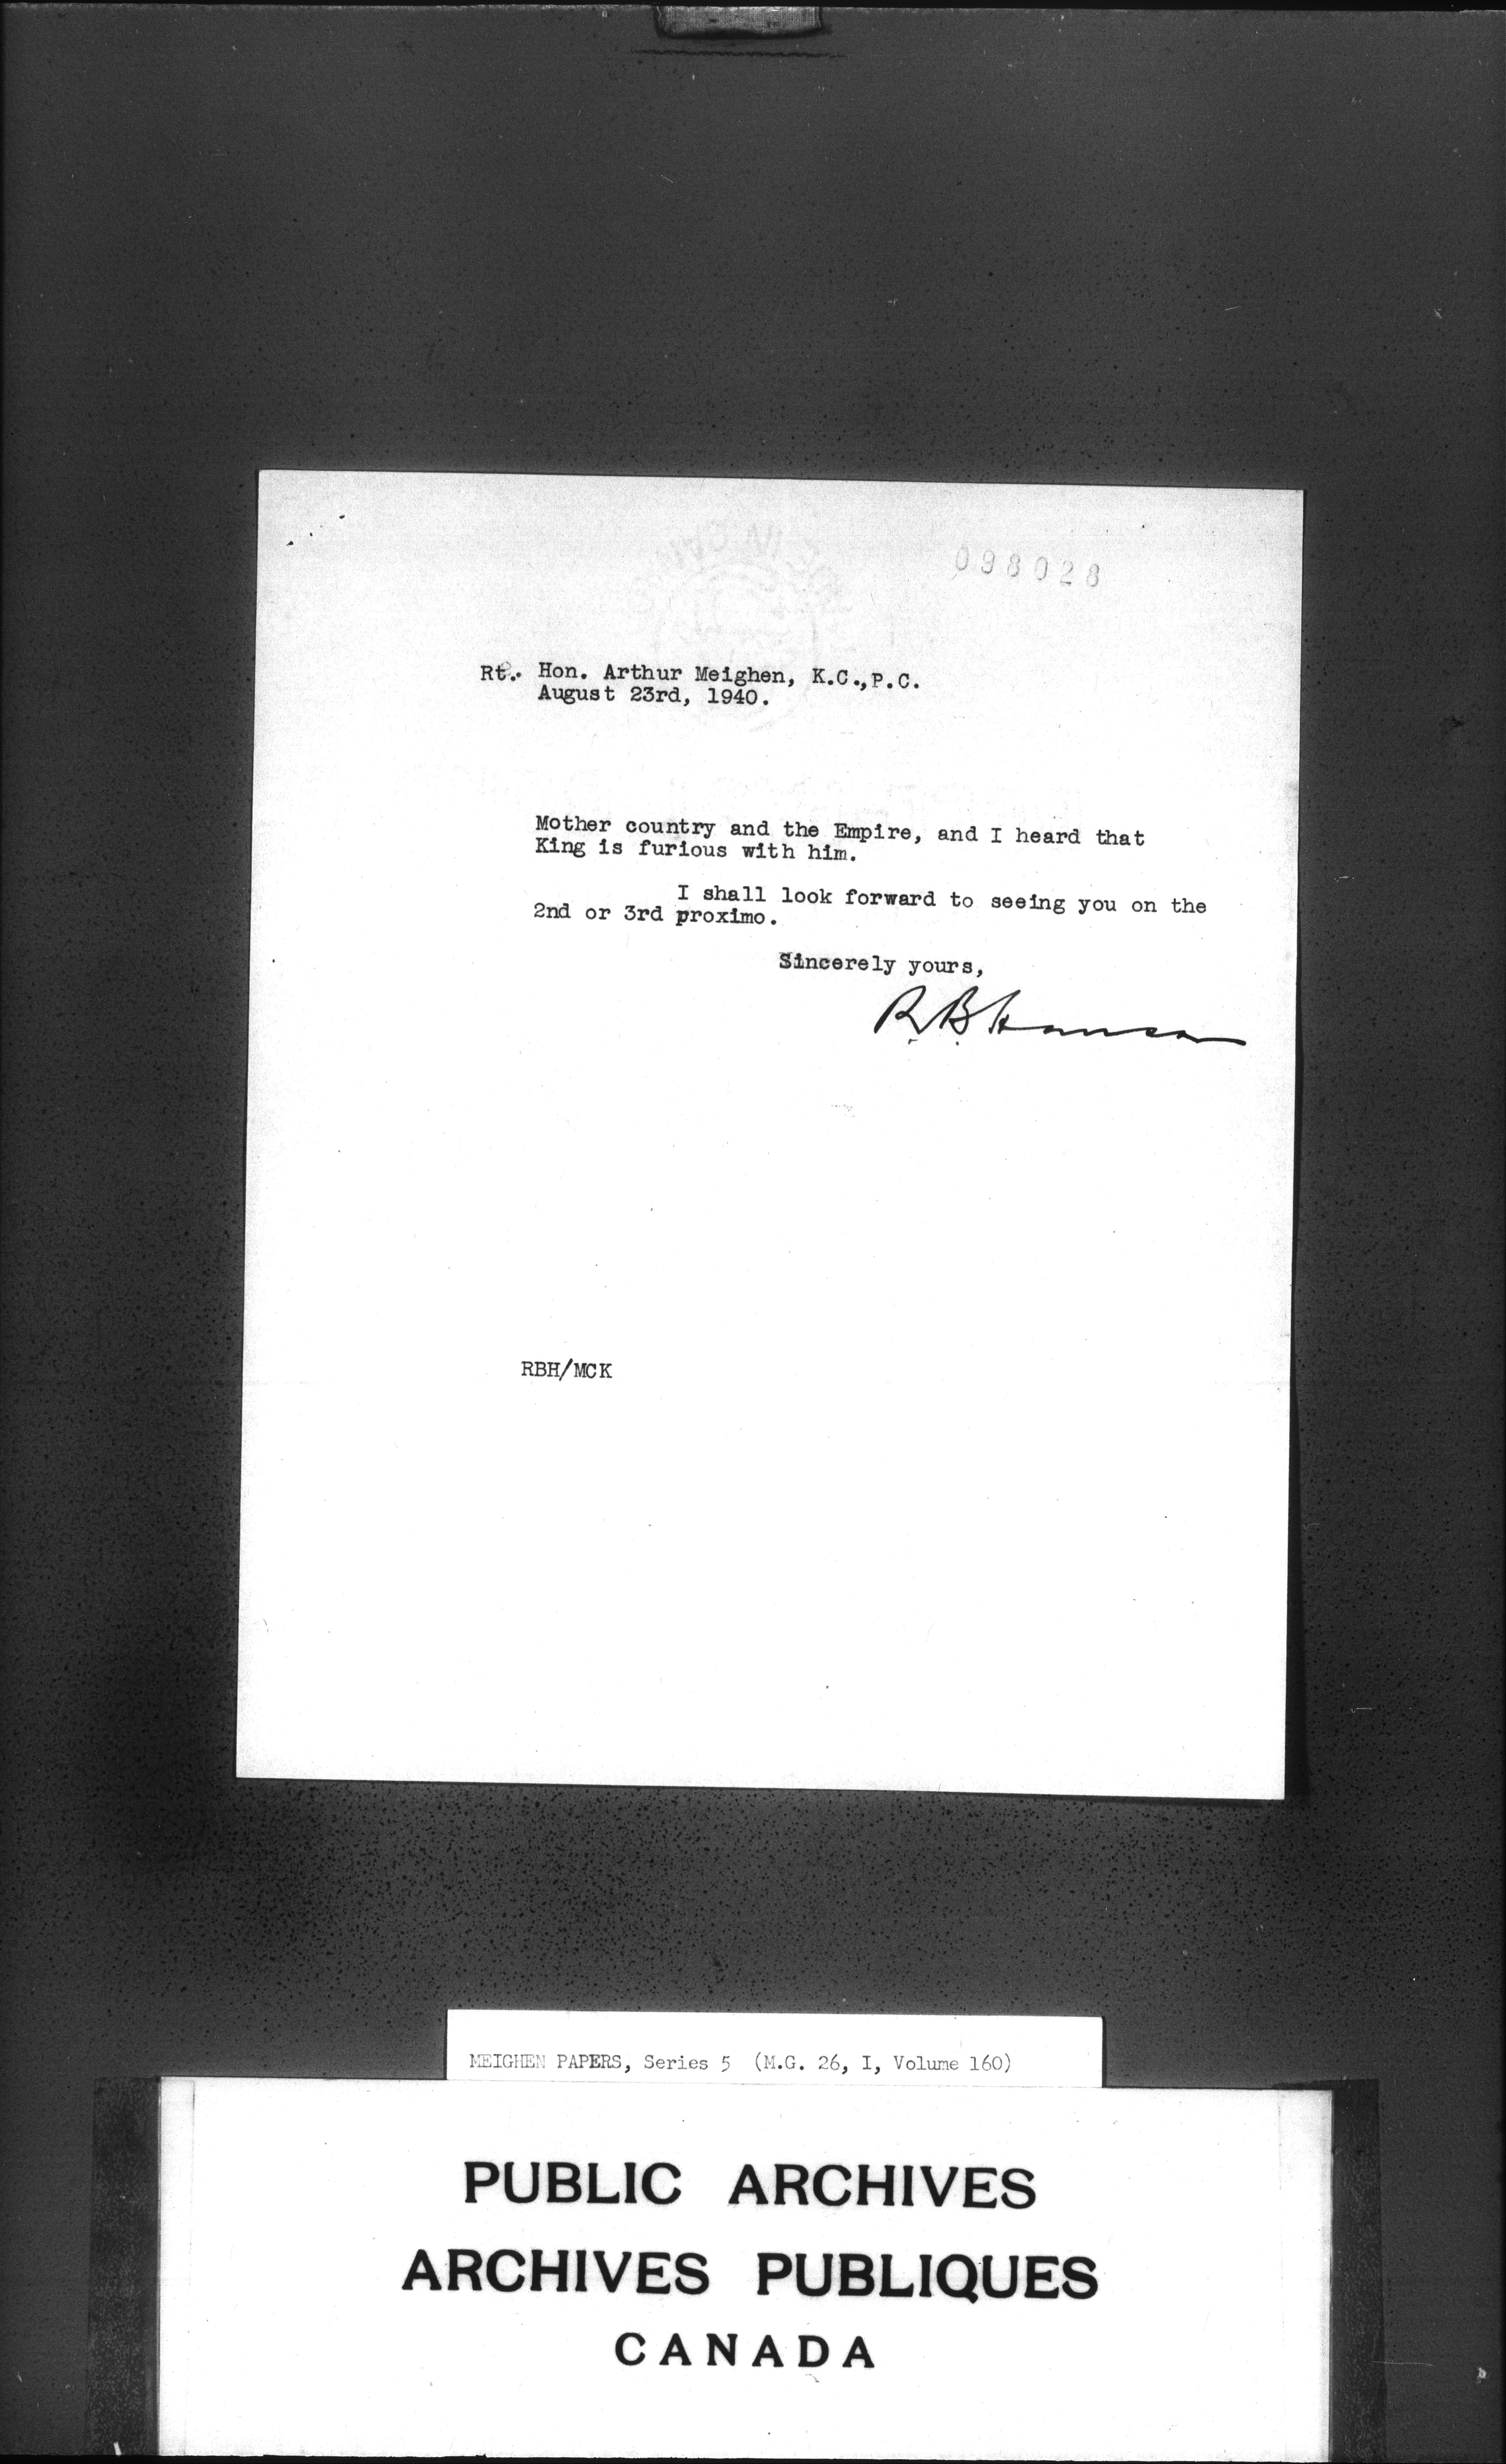 098028
Rt. Hon. Arthur Meighen, K.C.,P.C.
August 23rd, 1940.
Mother country and the Empire, and I heard that
King is furious with him.
I shall look forward to seeing you on the
2nd or 3rd proximo.
Sincerely yours,
R.B. Hanson
RBH/MCK
MEIGHEN PAPERS, Series 5 (M.G. 26, I, Volume 160)
PUBLIC ARCHIVES
ARCHIVES PUBLIQUES
CANADA